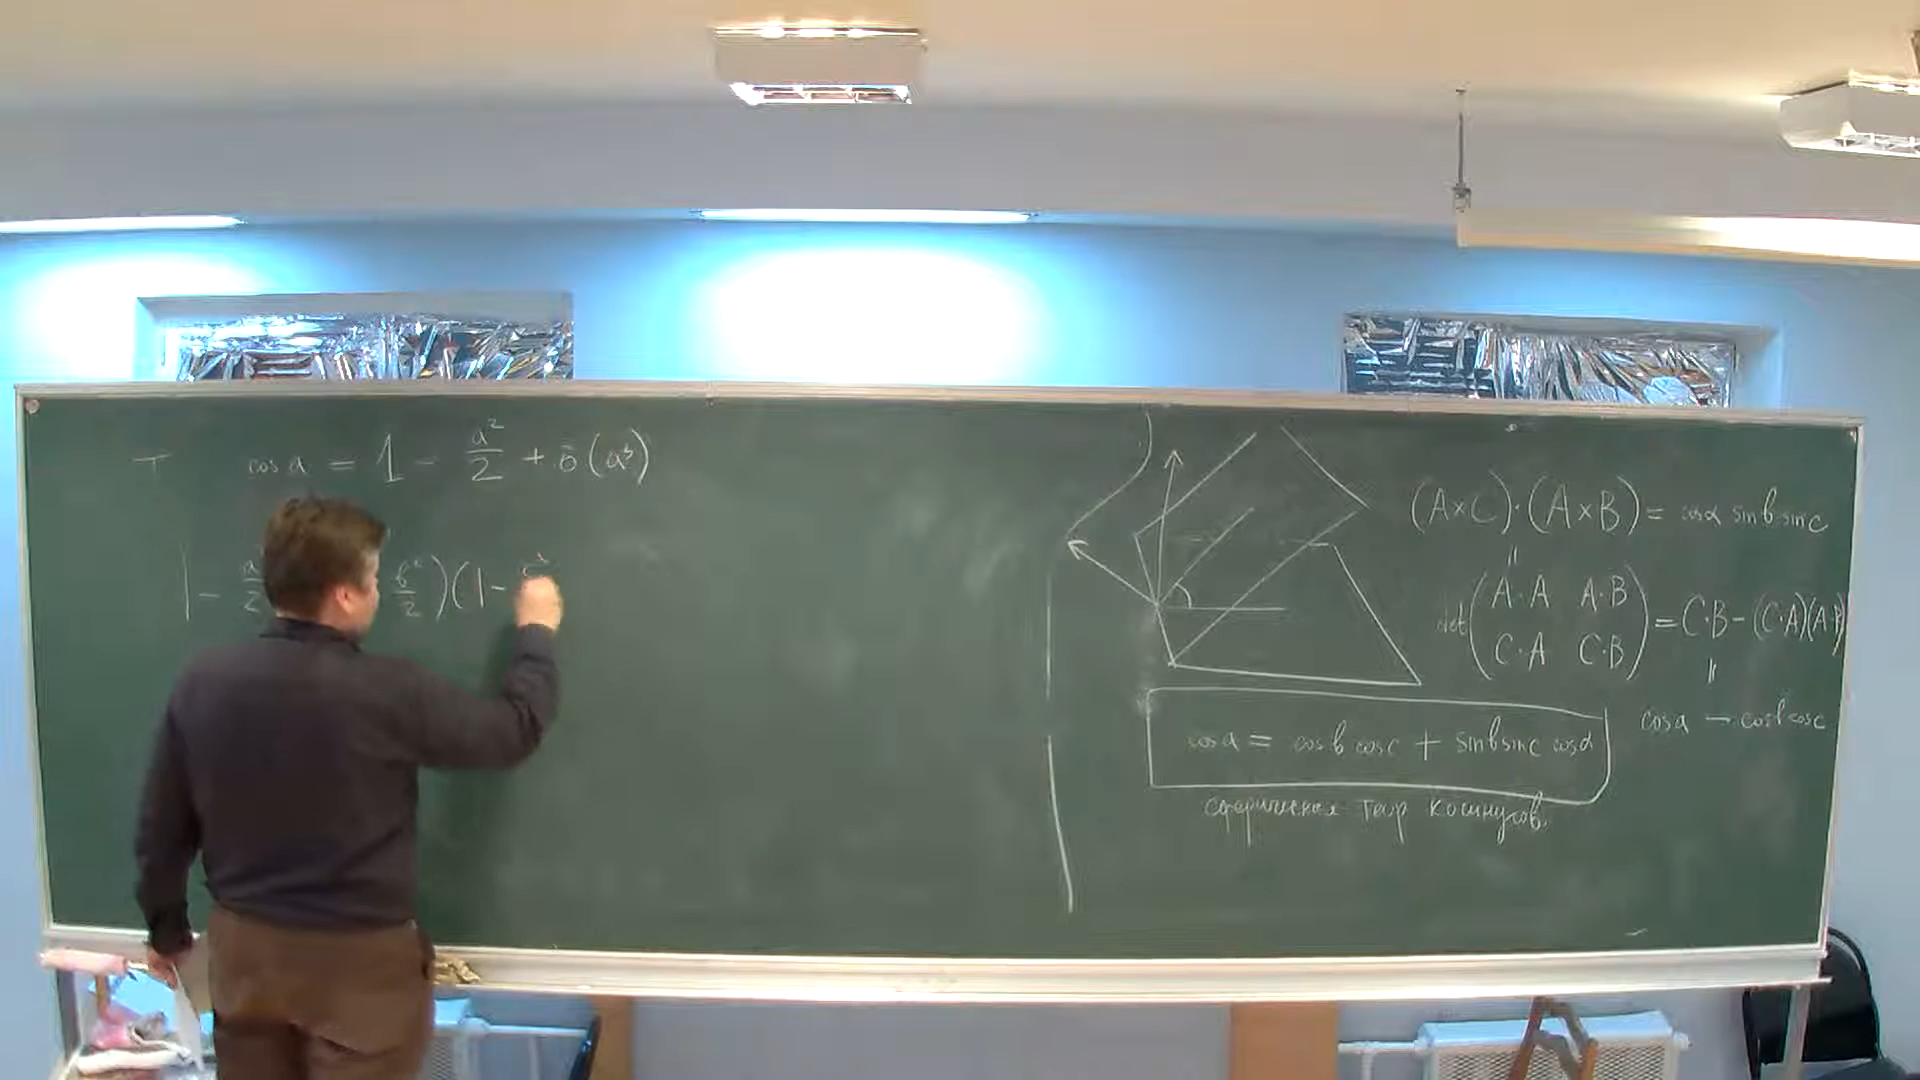 cos a = 1 - a²/2 + ō(a³)
1 - a/2 b²/2)(1 - c²
(A×C)·(A×B) = cosα sin b sin c
"
det(A·A A·B
C·A C·B) = C·B - (C·A)(A·B)
"
cos a - cos b cos c
cos a = cos b cos c + sin b sin c cos α
сферическая теор косинусов.